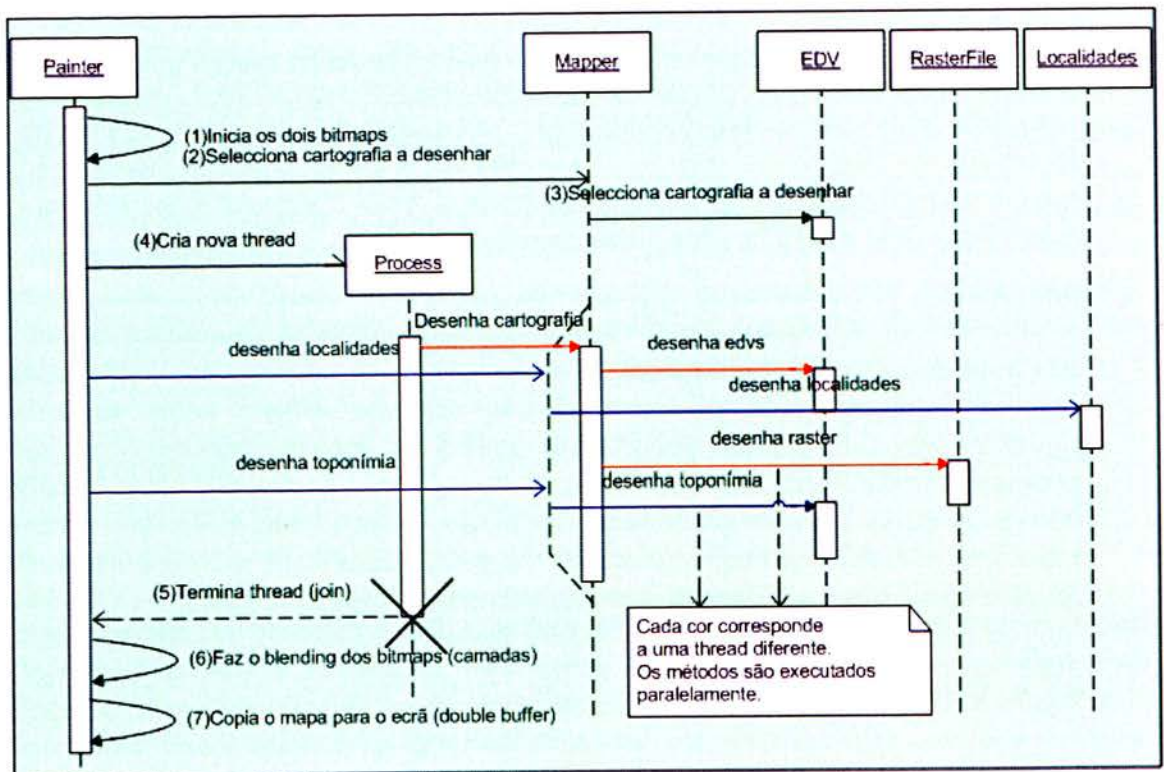 Painter
Mapper
EDV
RasterFile
Localidades
(1)Inicia os dois bitmaps
(2)Selecciona cartografia a desenhar
(3)Selecciona cartografia a desenhar
(4)Cria nova thread
Process
Desenha cartografia
desenha localidades
desenha edvs
desenha localidades
desenha raster
desenha toponímia
desenha toponímia
(5)Termina thread (join)
(6)Faz o blending dos bitmaps (camadas)
(7)Copia o mapa para o ecrã (double buffer)
Cada cor corresponde
a uma thread diferente.
Os métodos são executados
paralelamente.